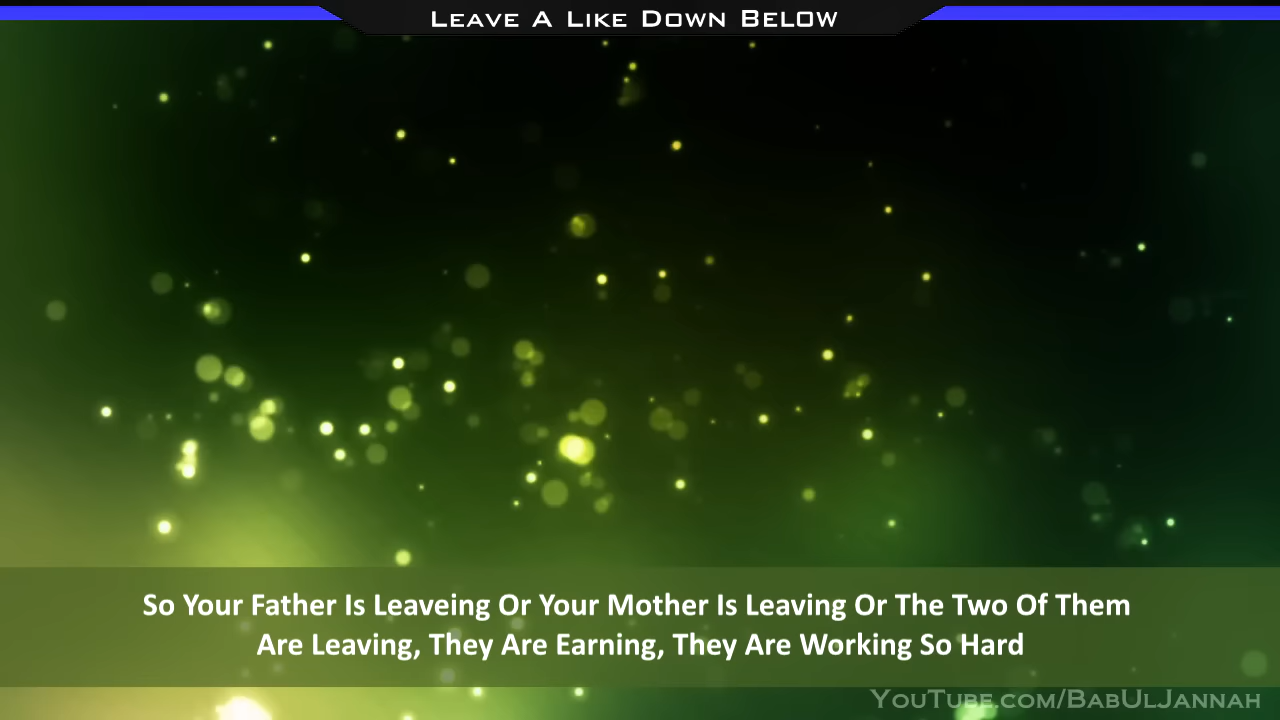 Leave A Like Down Below
So Your Father Is Leaveing Or Your Mother Is Leaving Or The Two Of Them
Are Leaving, They Are Earning, They Are Working So Hard
YouTube.com/BabUlJannah